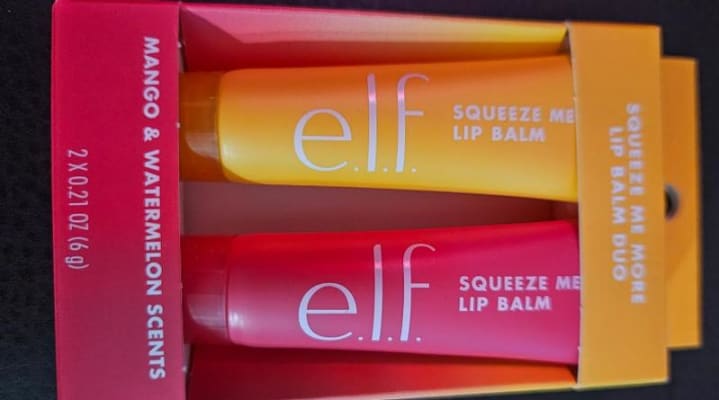 MANGO & WATERMELON SCENTS
2 X 0.21 OZ (6 g)
e.l.f.
SQUEEZE ME
LIP BALM
e.l.f.
SQUEEZE ME
LIP BALM
SQUEEZE ME MORE
LIP BALM DUO